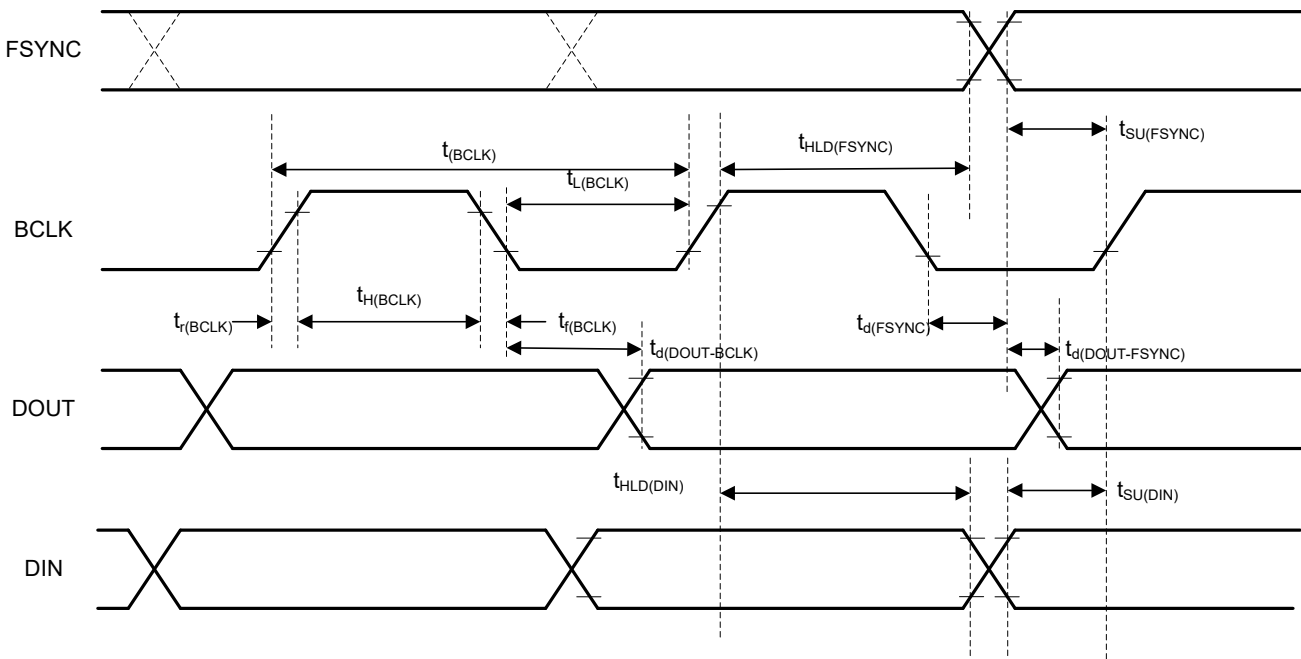 FSYNC
t(BCLK)
tHLD(FSYNC)
tSU(FSYNC)
tL(BCLK)
BCLK
tr(BCLK)
tH(BCLK)
tf(BCLK)
td(FSYNC)
td(DOUT-BCLK)
td(DOUT-FSYNC)
DOUT
tHLD(DIN)
tSU(DIN)
DIN